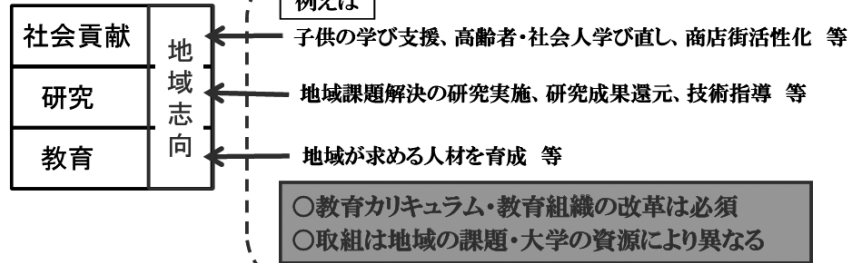 例えば
社会貢献
地域志向
子供の学び支援、高齢者・社会人学び直し、商店街活性化 等
研究
地域課題解決の研究実施、研究成果還元、技術指導 等
教育
地域が求める人材を育成 等
○教育カリキュラム・教育組織の改革は必須
○取組は地域の課題・大学の資源により異なる